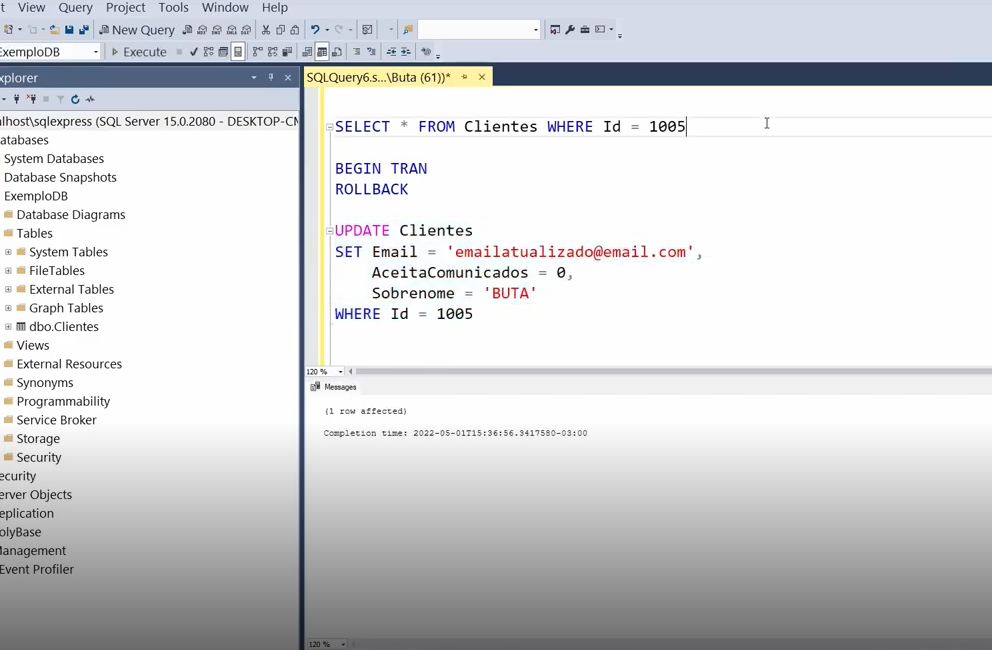 View Query Project Tools Window Help
New Query
ExemploDB Execute
xplorer
SQLQuery6.s...\Buta (61))*
lhost\sqlexpress (SQL Server 15.0.2080 - DESKTOP-CM
atabases
System Databases
Database Snapshots
ExemploDB
Database Diagrams
Tables
System Tables
FileTables
External Tables
Graph Tables
dbo.Clientes
Views
External Resources
Synonyms
Programmability
Service Broker
Storage
Security
ecurity
erver Objects
eplication
olyBase
Management
Event Profiler
SELECT * FROM Clientes WHERE Id = 1005
BEGIN TRAN
ROLLBACK
UPDATE Clientes
SET Email = 'emailatualizado@email.com',
AceitaComunicados = 0,
Sobrenome = 'BUTA'
WHERE Id = 1005
120 %
Messages
(1 row affected)
Completion time: 2022-05-01T15:36:56.3417580-03:00
120 %